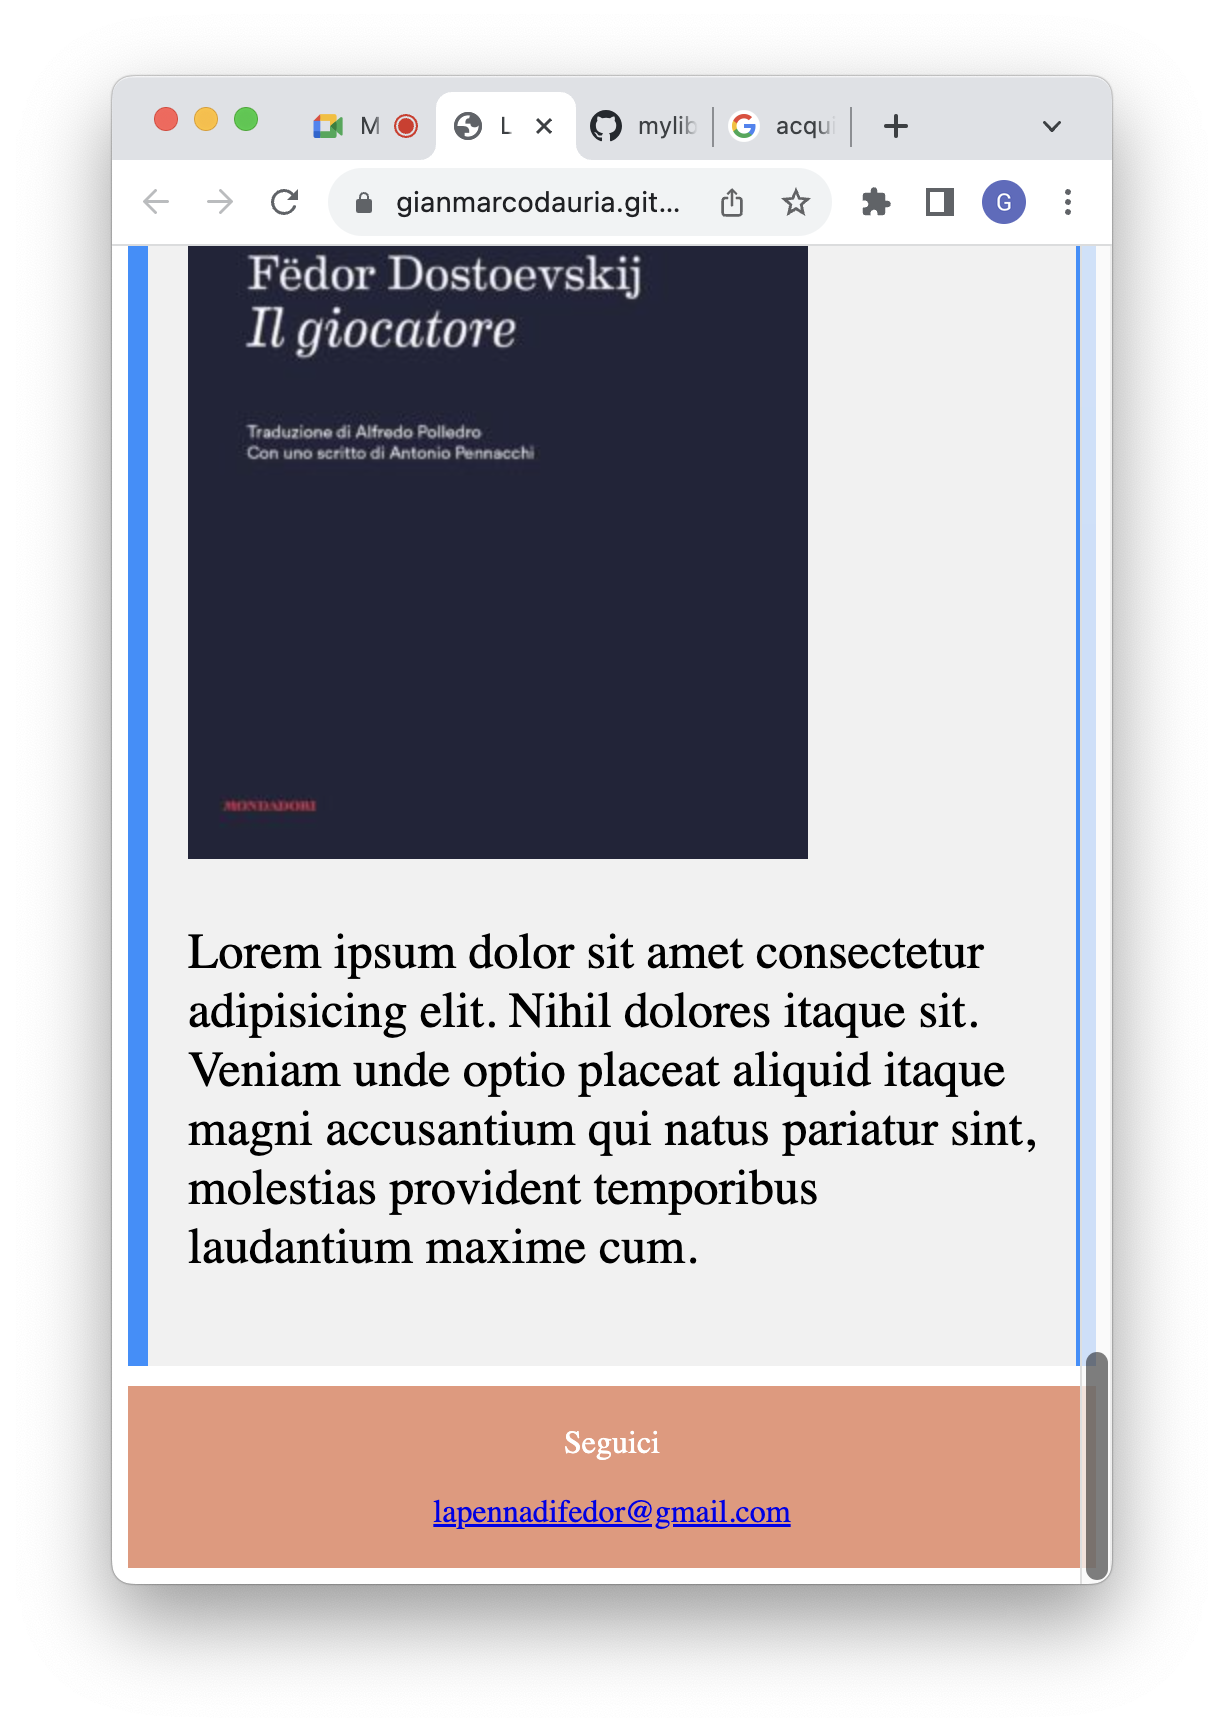 M
L
mylib
acqui
gianmarcodauria.git...
G
Fëdor Dostoevskij
Il giocatore
Traduzione di Alfredo Polledro
Con uno scritto di Antonio Pennacchi
MONDADORI
Lorem ipsum dolor sit amet consectetur
adipisicing elit. Nihil dolores itaque sit.
Veniam unde optio placeat aliquid itaque
magni accusantium qui natus pariatur sint,
molestias provident temporibus
laudantium maxime cum.
Seguici
lapennadifedor@gmail.com